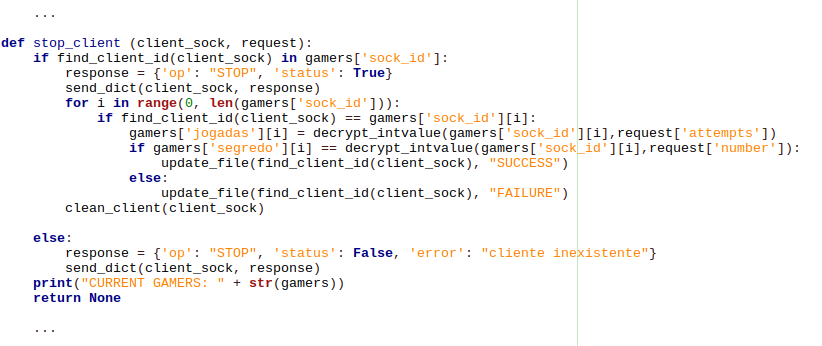 ...
def stop_client (client_sock, request):
    if find_client_id(client_sock) in gamers['sock_id']:
        response = {'op': "STOP", 'status': True}
        send_dict(client_sock, response)
        for i in range(0, len(gamers['sock_id'])):
            if find_client_id(client_sock) == gamers['sock_id'][i]:
                gamers['jogadas'][i] = decrypt_intvalue(gamers['sock_id'][i],request['attempts'])
                if gamers['segredo'][i] == decrypt_intvalue(gamers['sock_id'][i],request['number']):
                    update_file(find_client_id(client_sock), "SUCCESS")
                else:
                    update_file(find_client_id(client_sock), "FAILURE")
        clean_client(client_sock)
    else:
        response = {'op': "STOP", 'status': False, 'error': "cliente inexistente"}
        send_dict(client_sock, response)
    print("CURRENT GAMERS: " + str(gamers))
    return None
    ...